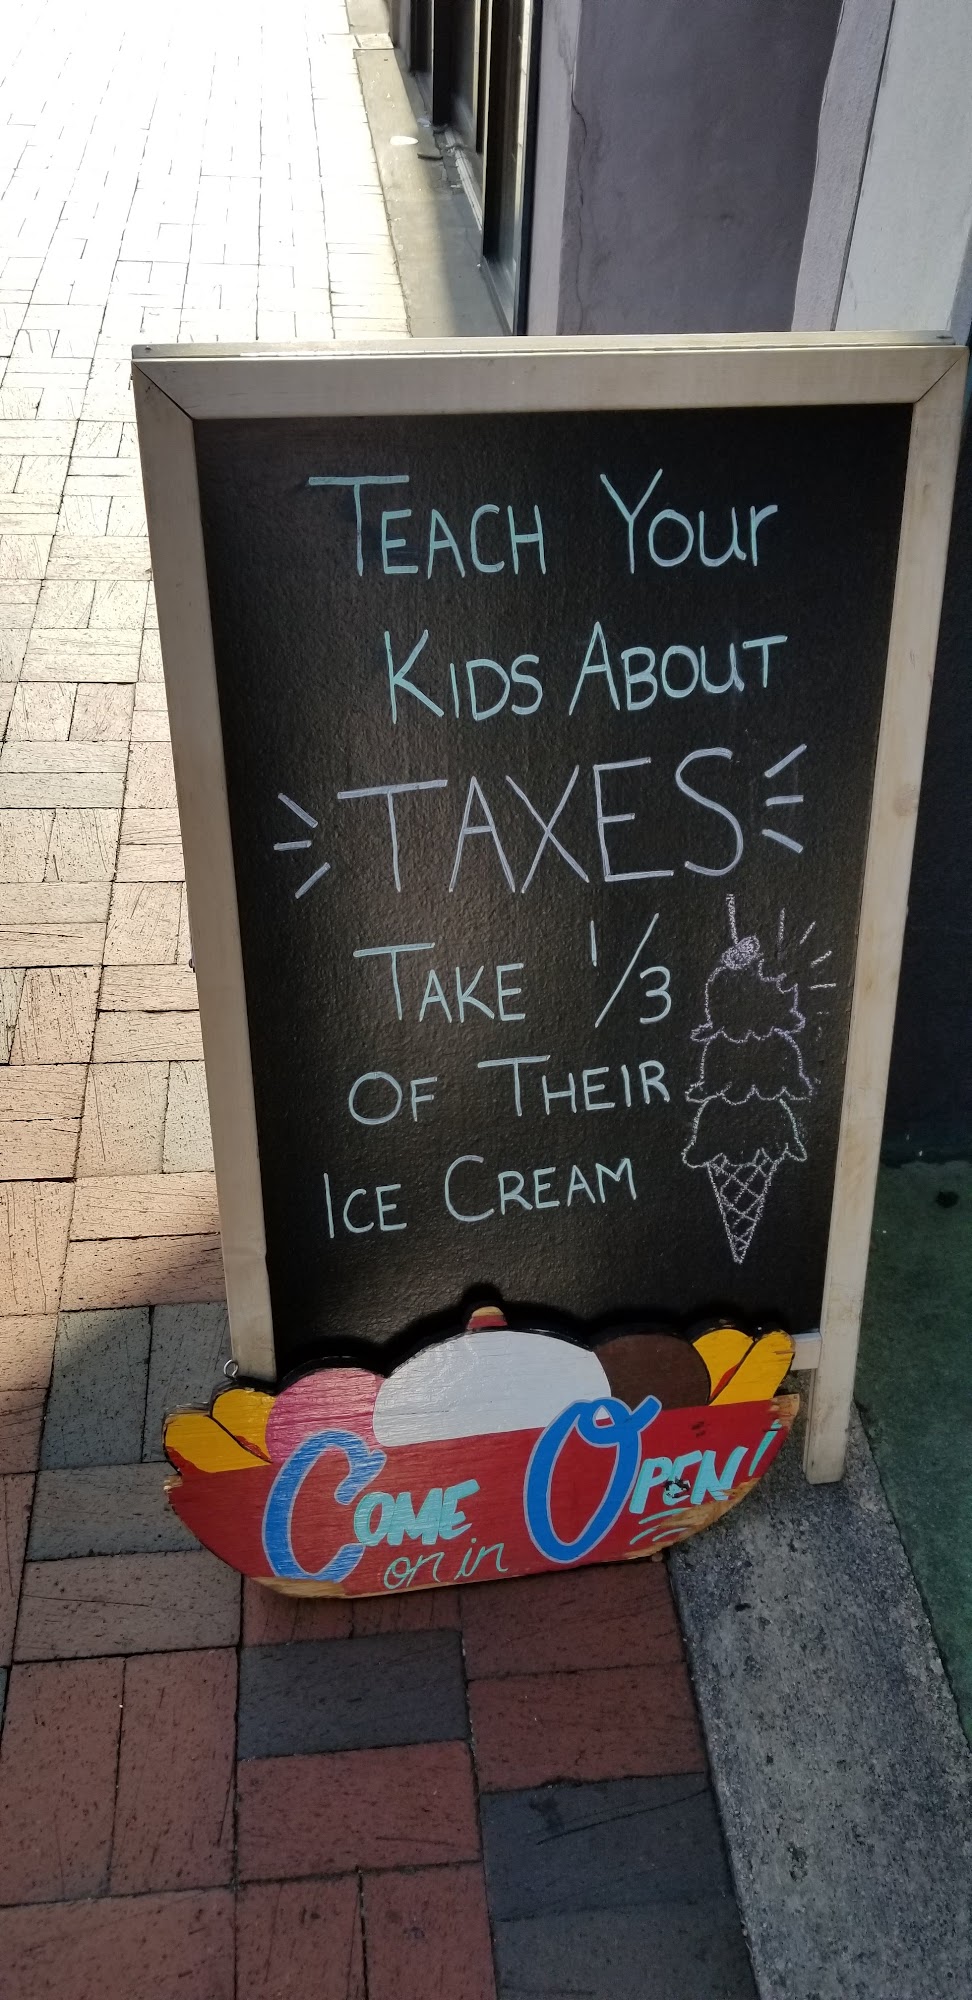 TEACH YOur
KIDS ABOUT
TAXES
TAKE 1/3
OF THEIR
ICE CREAM
COME OPEN!
on in